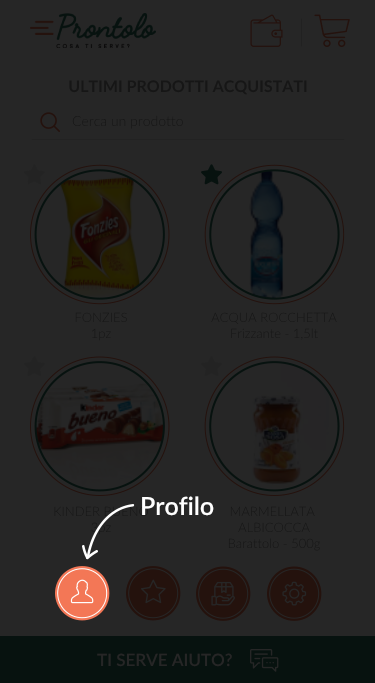 Prontolo
COSA TI SERVE?
ULTIMI PRODOTTI ACQUISTATI
Cerca un prodotto
Fonzies
FONZIES
1pz
ACQUA ROCCHETTA
Frizzante - 1.5lt
Kinder
bueno
KINDER
MARMELLATA
ALBICOCCA
Barattolo - 500g
Profilo
TI SERVE AIUTO?